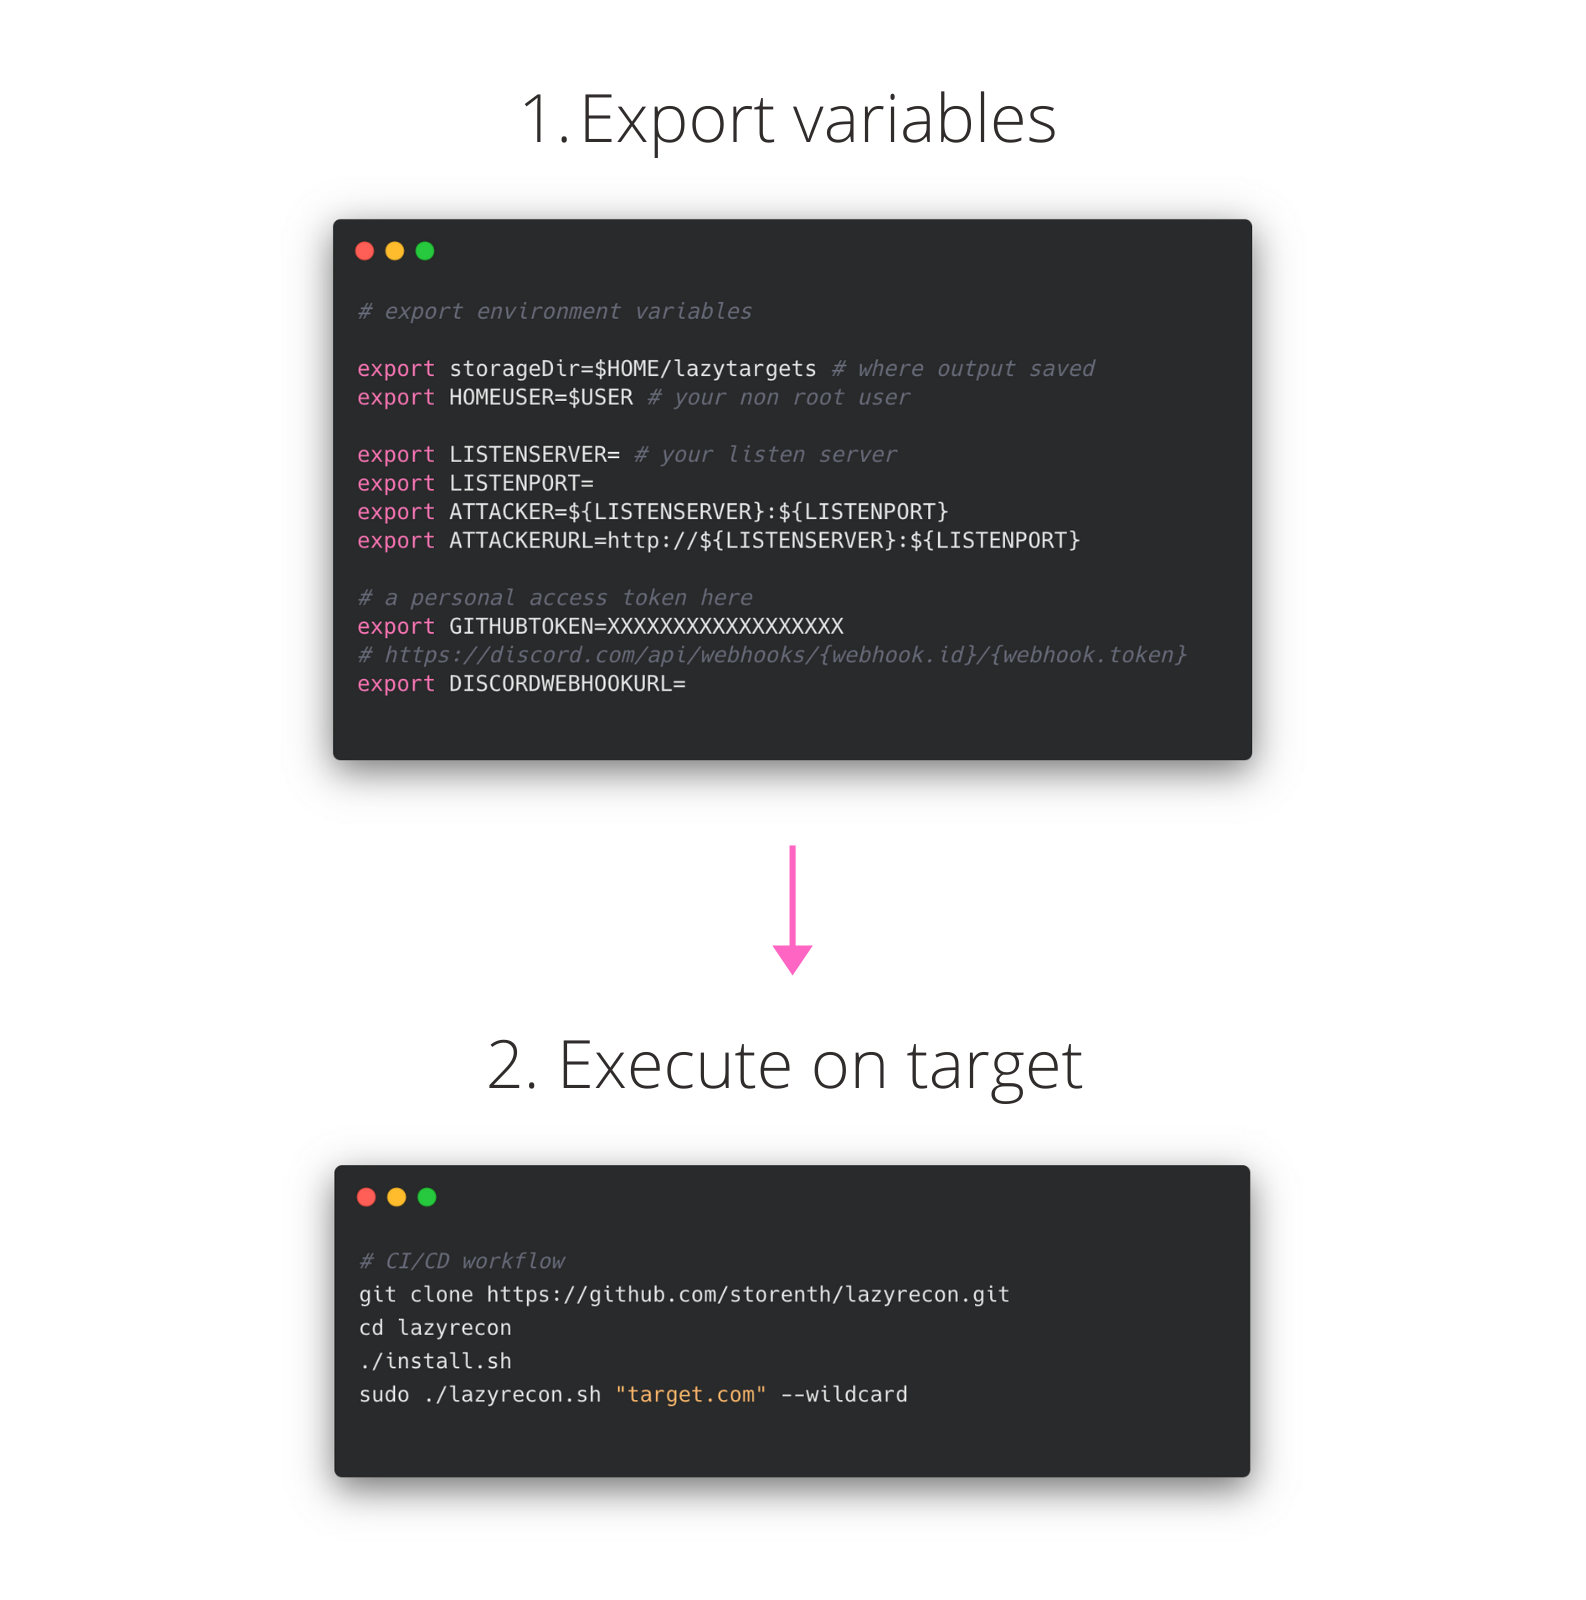 1. Export variables
# export environment variables
export storageDir=$HOME/lazytargets # where output saved
export HOMEUSER=$USER # your non root user
export LISTENSERVER= # your listen server
export LISTENPORT=
export ATTACKER=${LISTENSERVER}:${LISTENPORT}
export ATTACKERURL=http://${LISTENSERVER}:${LISTENPORT}
# a personal access token here
export GITHUBTOKEN=XXXXXXXXXXXXXXXXXX
# https://discord.com/api/webhooks/{webhook.id}/{webhook.token}
export DISCORDWEBHOOKURL=
2. Execute on target
# CI/CD workflow
git clone https://github.com/storenth/lazyrecon.git
cd lazyrecon
./install.sh
sudo ./lazyrecon.sh "target.com" --wildcard